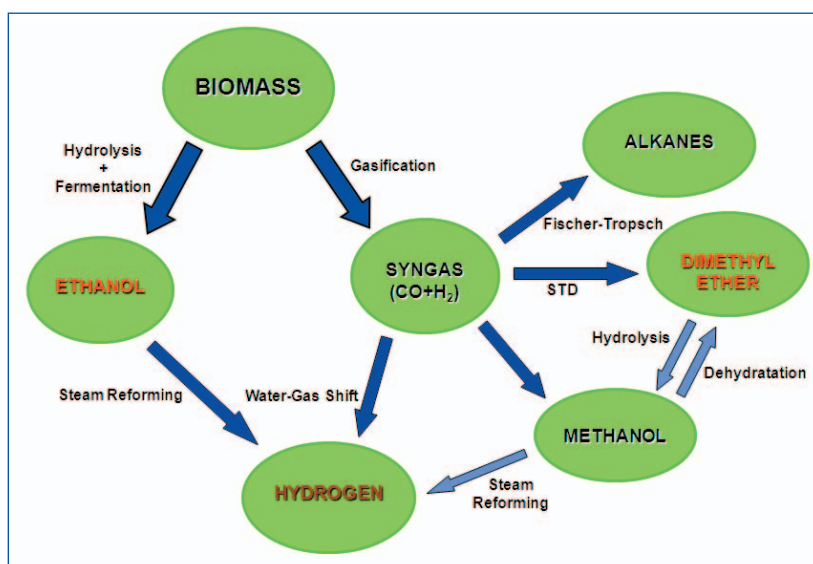 BIOMASS
Hydrolysis
+
Fermentation
Gasification
ALKANES
Fischer-Tropsch
ETHANOL
SYNGAS
(CO+H₂)
STD
DIMETHYL
ETHER
Hydrolysis
Dehydratation
Steam Reforming
Water-Gas Shift
METHANOL
HYDROGEN
Steam
Reforming